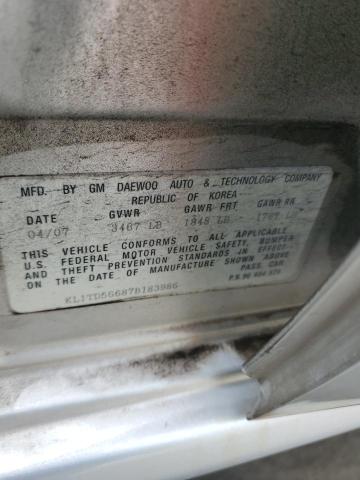 MFD. BY GM DAEWOO AUTO & TECHNOLOGY COMPANY
REPUBLIC OF KOREA
DATE GVWR GAWR FRT GAWR RR
04/07 3467 LB 1848 LB
THIS VEHICLE CONFORMS TO ALL APPLICABLE
U.S. FEDERAL MOTOR VEHICLE SAFETY, BUMPER
AND THEFT PREVENTION STANDARDS IN EFFECT
ON THE DATE OF MANUFACTURE SHOWN ABOVE
KL1TD56687B183986 PASS. CAR